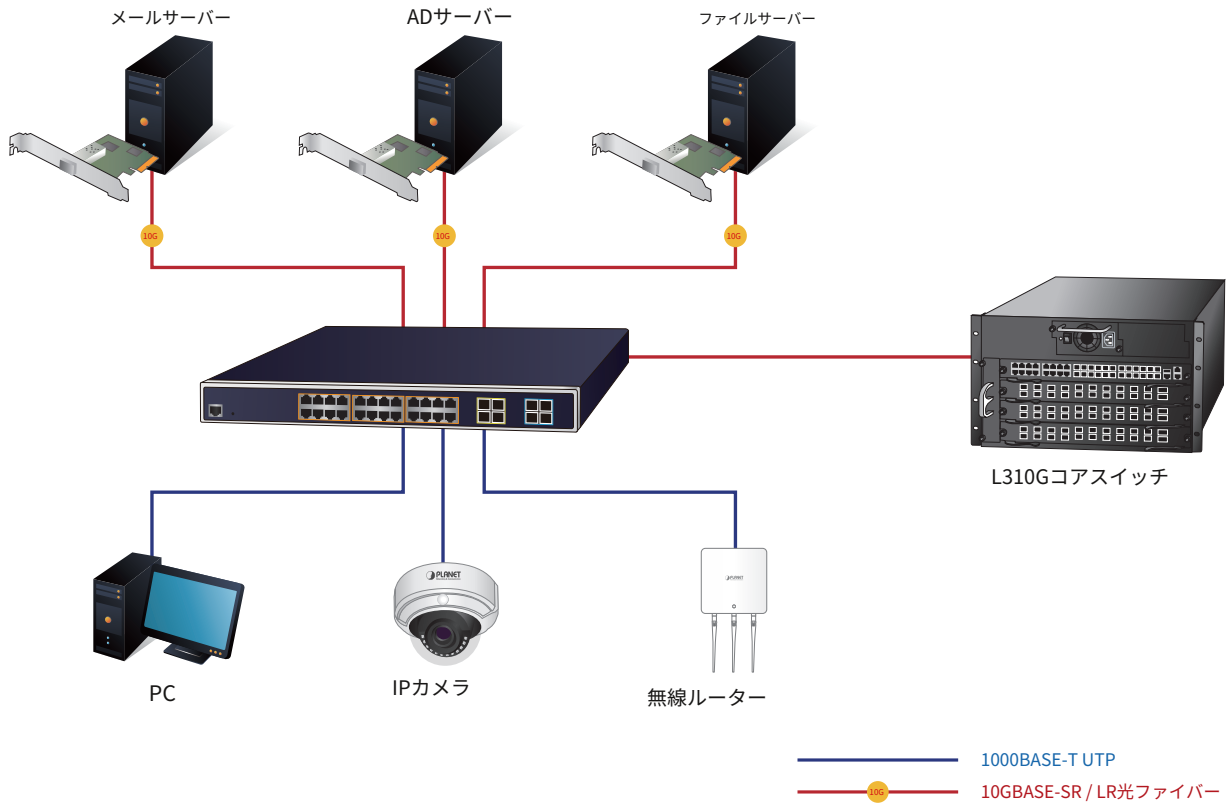 メールサーバー
ADサーバー
ファイルサーバー
10G
10G
10G
L310Gコアスイッチ
PLANET
PLANET
PC
IPカメラ
無線ルーター
1000BASE-T UTP
10G
10GBASE-SR / LR光ファイバー